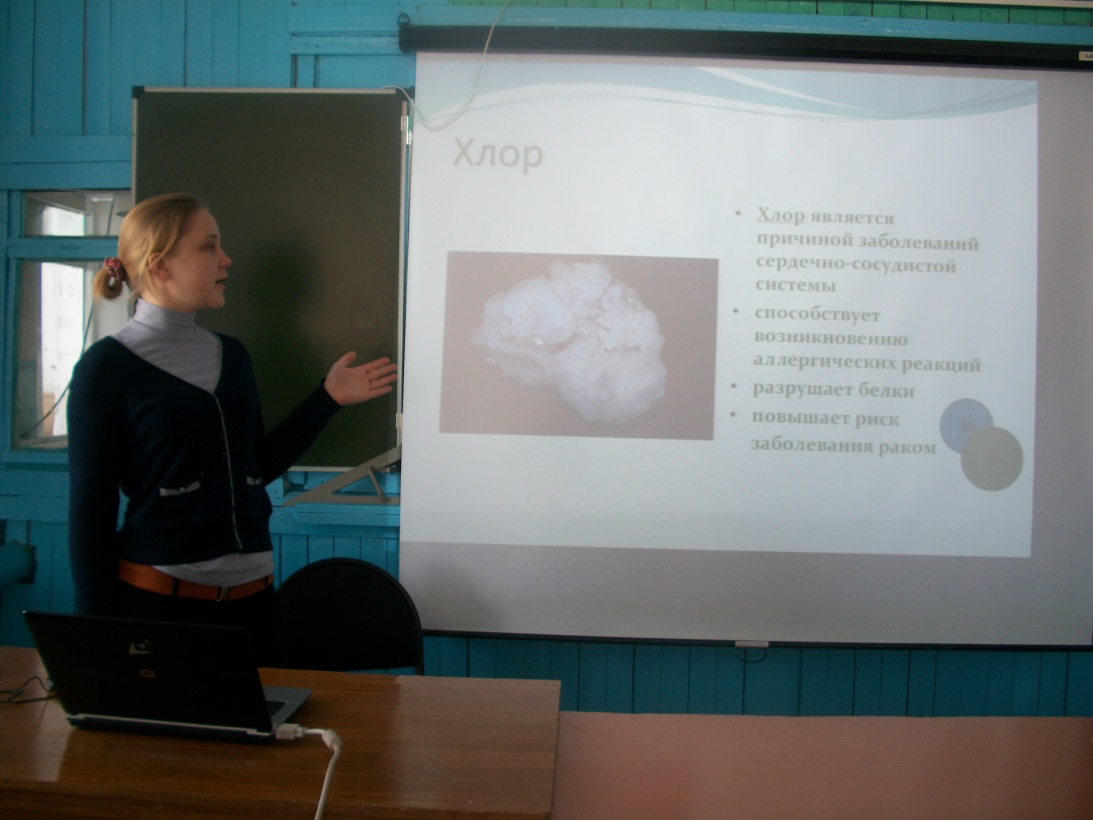 Хлор
• Хлор является
причиной заболеваний
сердечно-сосудистой
системы
• способствует
возникновению
аллергических реакций
• разрушает белки
• повышает риск
заболевания раком